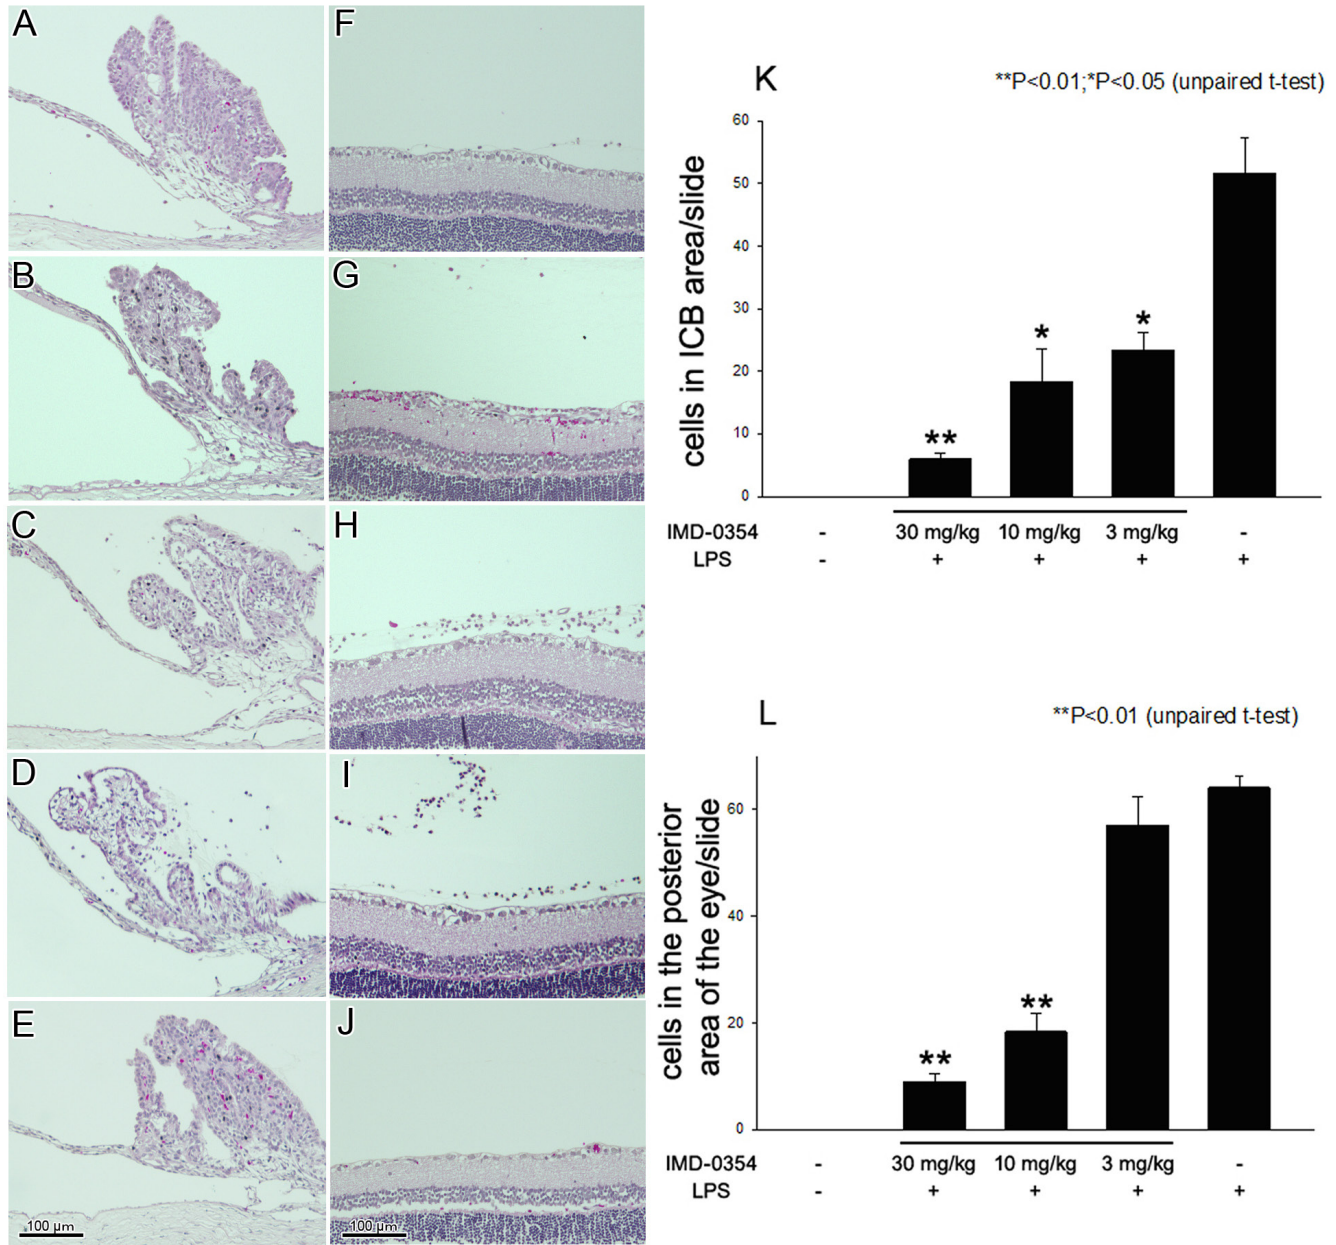 A
F
B
G
C
H
D
I
E
J
100 µm
100 µm
K
**P<0.01;*P<0.05 (unpaired t-test)
cells in ICB area/slide
60
50
40
30
20
10
0
**
*
*
IMD-0354 - 30 mg/kg 10 mg/kg 3 mg/kg -
LPS - + + + +
L
**P<0.01 (unpaired t-test)
cells in the posterior
area of the eye/slide
60
40
20
0
**
**
IMD-0354 - 30 mg/kg 10 mg/kg 3 mg/kg -
LPS - + + + +